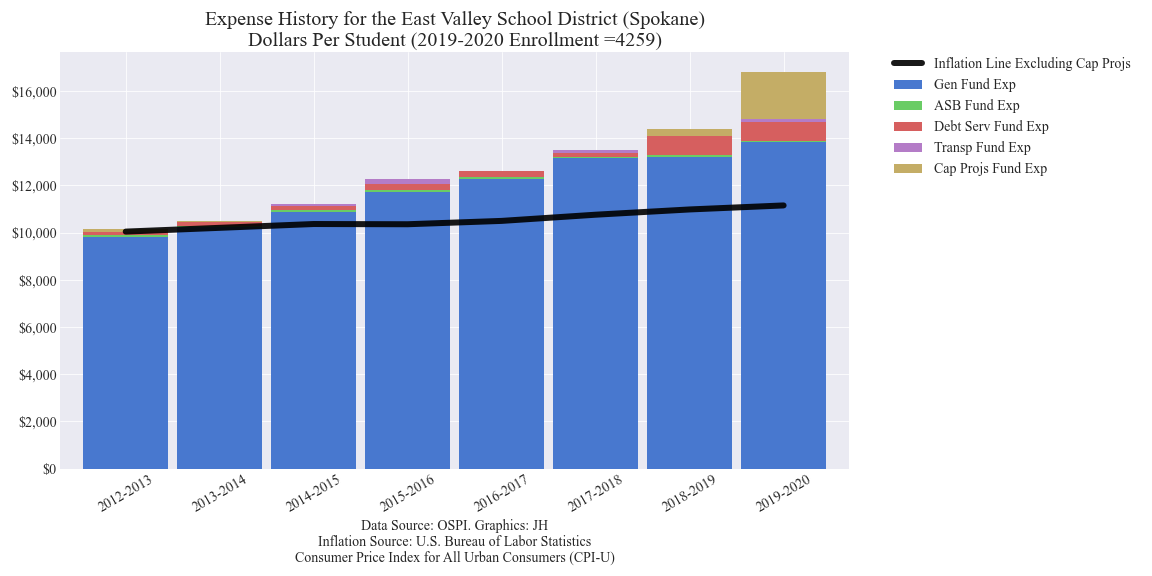 Expense History for the East Valley School District (Spokane)
Dollars Per Student (2019-2020 Enrollment =4259)
Inflation Line Excluding Cap Projs
Gen Fund Exp
ASB Fund Exp
Debt Serv Fund Exp
Transp Fund Exp
Cap Projs Fund Exp
$16,000
$14,000
$12,000
$10,000
$8,000
$6,000
$4,000
$2,000
$0
2012-2013
2013-2014
2014-2015
2015-2016
2016-2017
2017-2018
2018-2019
2019-2020
Data Source: OSPI. Graphics: JH
Inflation Source: U.S. Bureau of Labor Statistics
Consumer Price Index for All Urban Consumers (CPI-U)